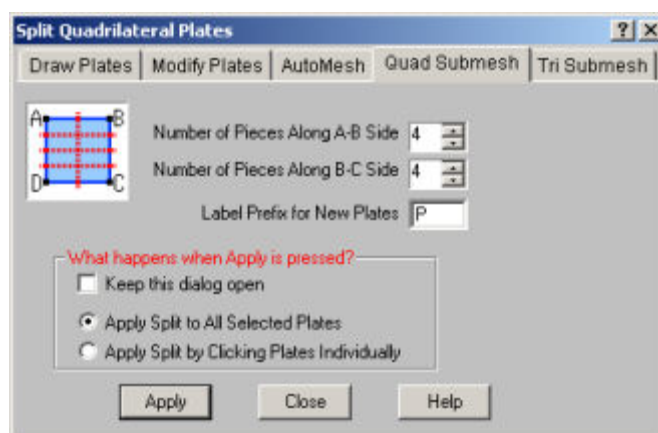 Split Quadrilateral Plates ? X
Draw Plates Modify Plates AutoMesh Quad Submesh Tri Submesh
A B
D C
Number of Pieces Along A-B Side 4
Number of Pieces Along B-C Side 4
Label Prefix for New Plates P
What happens when Apply is pressed?
Keep this dialog open
Apply Split to All Selected Plates
Apply Split by Clicking Plates Individually
Apply Close Help